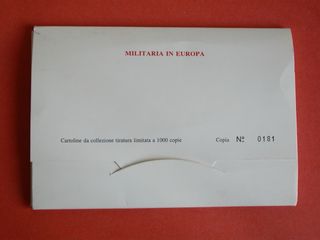 MILITARIA IN EUROPA
Cartoline da collezione tiratura limitata a 1000 copie Copia Nº 0181